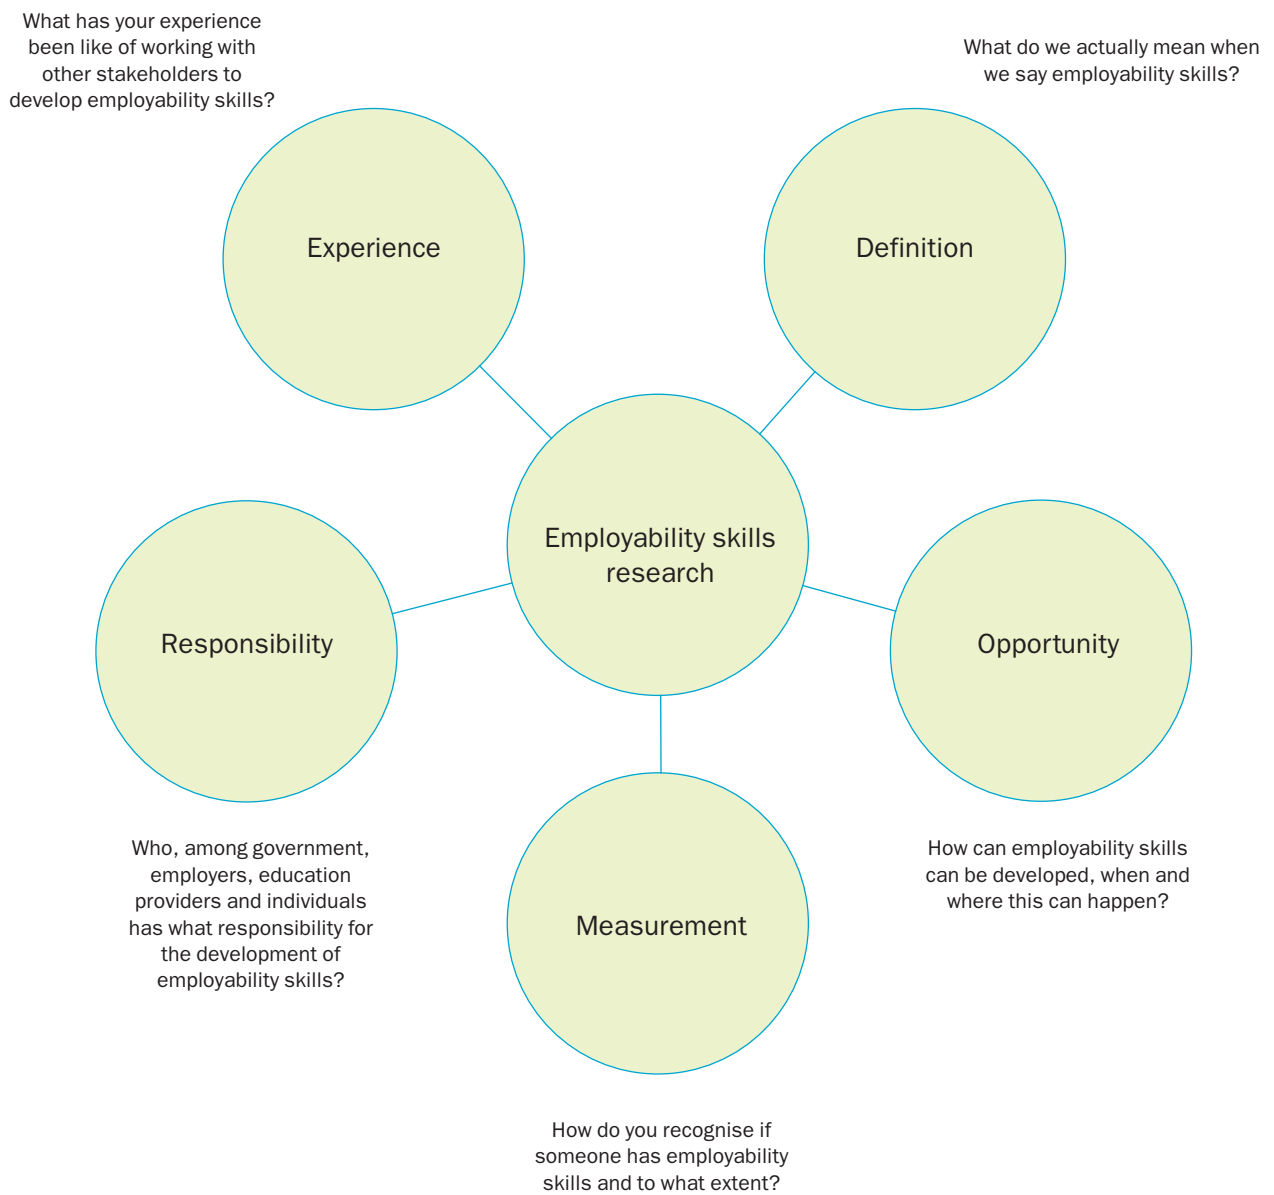 What has your experience
been like of working with
other stakeholders to
develop employability skills?
What do we actually mean when
we say employability skills?
Experience
Definition
Employability skills
research
Responsibility
Opportunity
Who, among government,
employers, education
providers and individuals
has what responsibility for
the development of
employability skills?
How can employability skills
can be developed, when and
where this can happen?
Measurement
How do you recognise if
someone has employability
skills and to what extent?